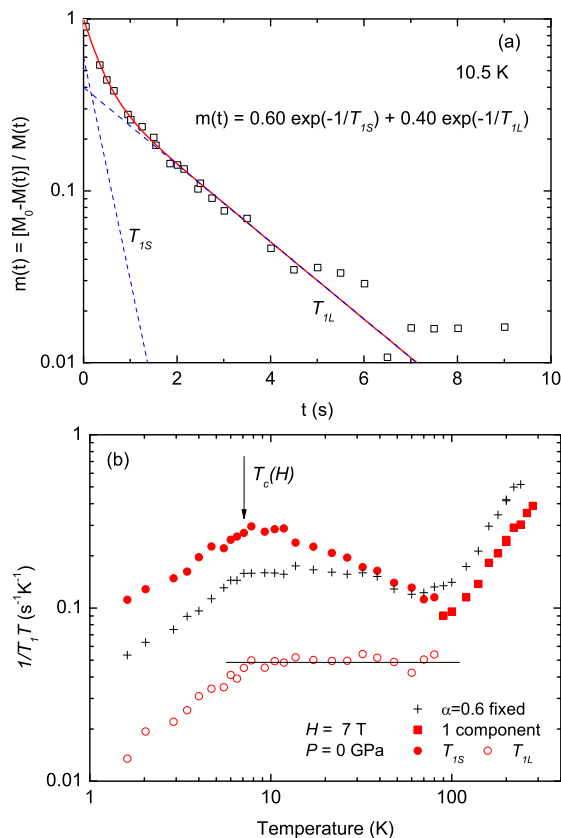 (a)
10.5 K
m(t) = 0.60 exp(-1/T1S) + 0.40 exp(-1/T1L)
m(t) = [M0-M(t)] / M(t)
1
0.1
0.01
T1S
T1L
0 2 4 6 8 10
t (s)
(b)
Tc(H)
1/T1T (s-1K-1)
1
0.1
0.01
+ α=0.6 fixed
H = 7 T ■ 1 component
P = 0 GPa ● T1S ○ T1L
1 10 100
Temperature (K)